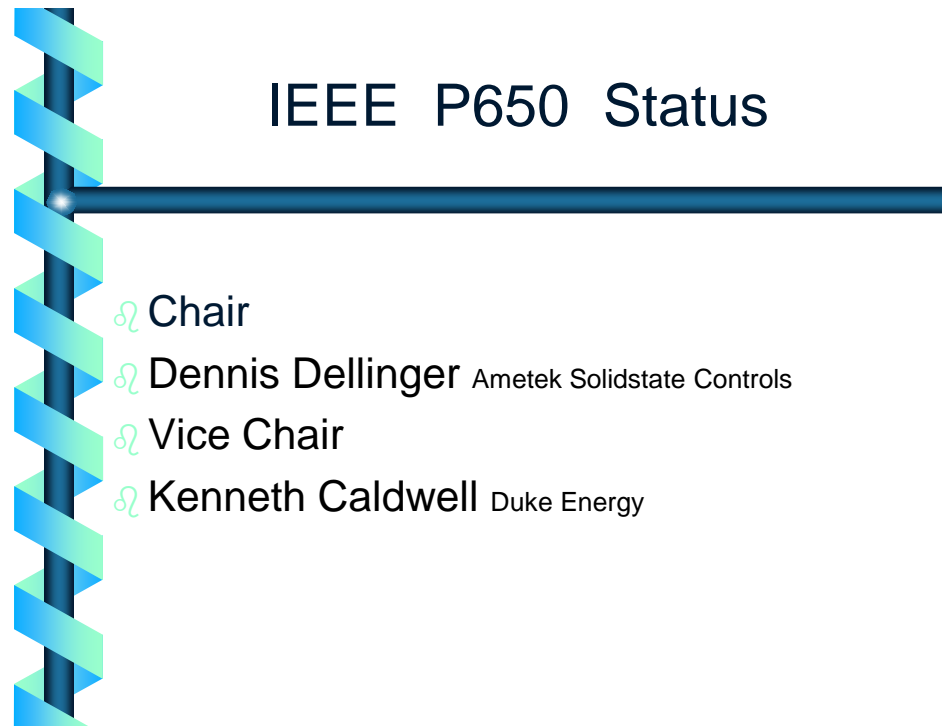 IEEE P650 Status
Chair
Dennis Dellinger Ametek Solidstate Controls
Vice Chair
Kenneth Caldwell Duke Energy